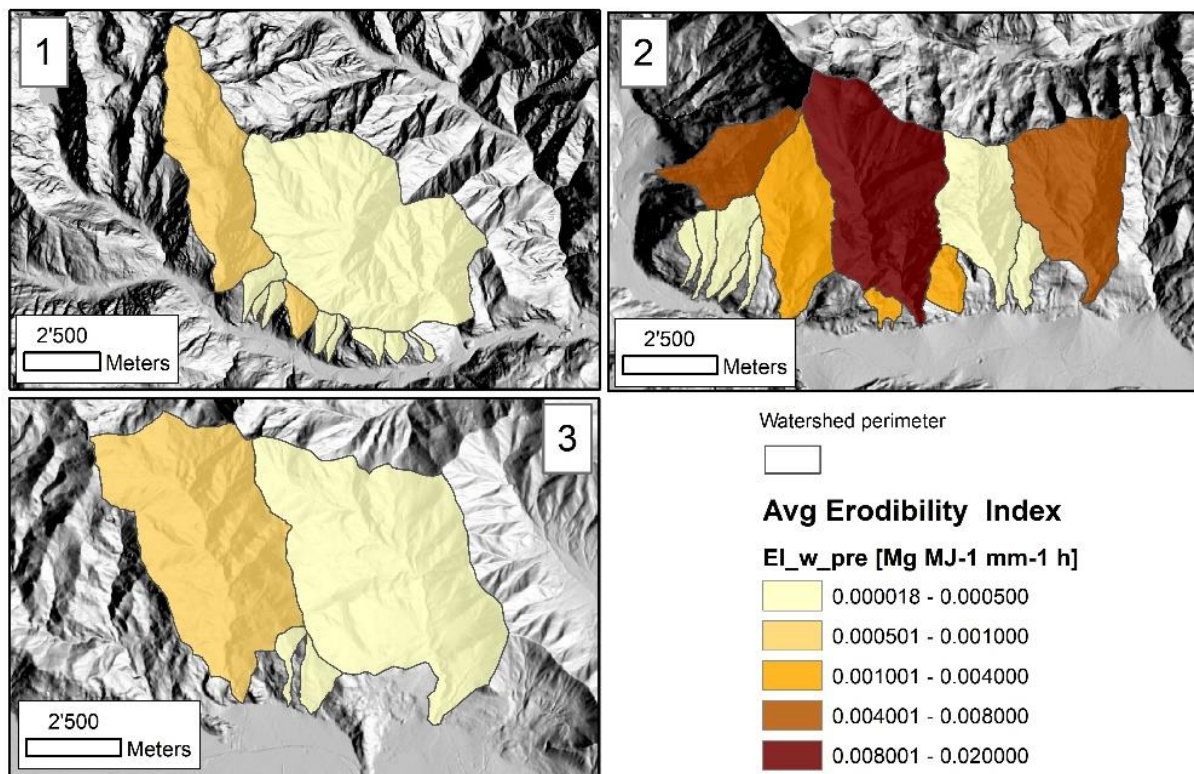 1
2'500
Meters
2
2'500
Meters
3
2'500
Meters
Watershed perimeter
Avg Erodibility Index
EI_w_pre [Mg MJ-1 mm-1 h]
0.000018 - 0.000500
0.000501 - 0.001000
0.001001 - 0.004000
0.004001 - 0.008000
0.008001 - 0.020000